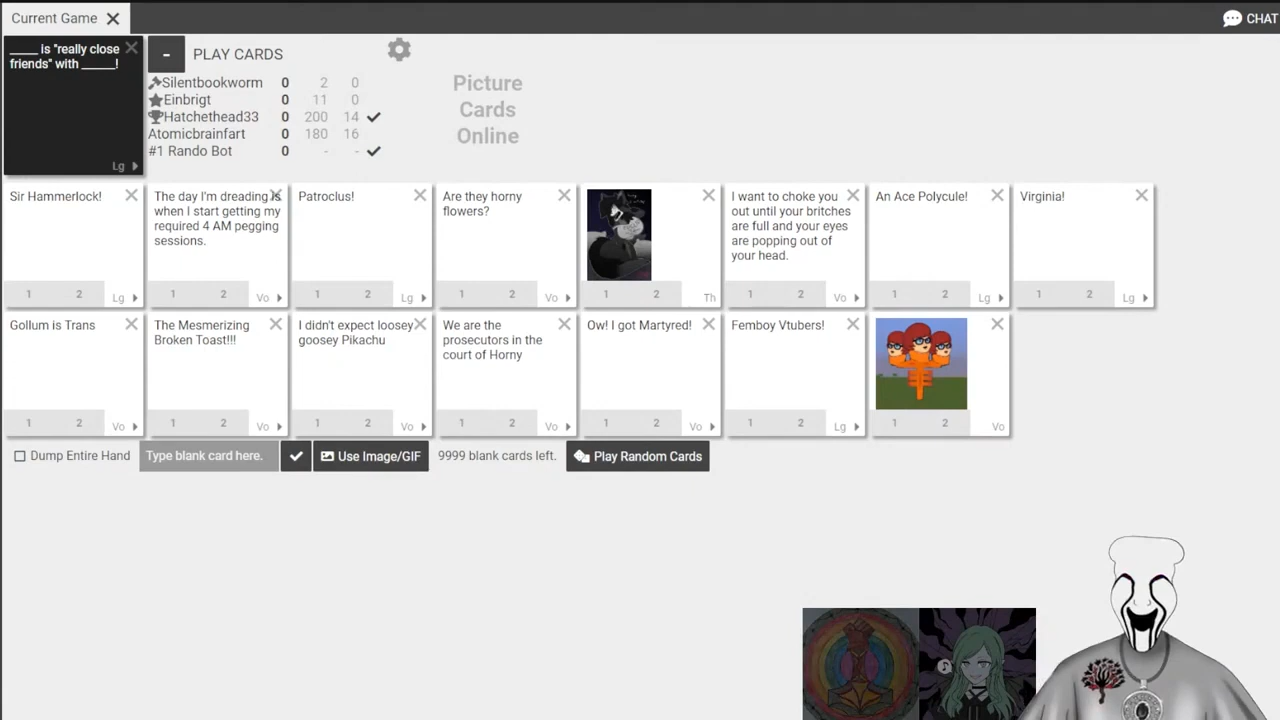 Current Game
CHAT
_____ is "really close
friends" with ______!
Lg
- PLAY CARDS
Silentbookworm 0 2 0
Einbrigt 0 11 0
Hatchethead33 0 200 14
Atomicbrainfart 0 180 16
#1 Rando Bot 0 - -
Picture
Cards
Online
Sir Hammerlock!
1 2 Lg
The day I'm dreading is
when I start getting my
required 4 AM pegging
sessions.
1 2 Vo
Patroclus!
1 2 Lg
Are they horny
flowers?
1 2 Vo
1 2 Th
I want to choke you
out until your britches
are full and your eyes
are popping out of
your head.
1 2 Vo
An Ace Polycule!
1 2 Lg
Virginia!
1 2 Lg
Gollum is Trans
1 2 Vo
The Mesmerizing
Broken Toast!!!
1 2 Vo
I didn't expect loosey
goosey Pikachu
1 2 Vo
We are the
prosecutors in the
court of Horny
1 2 Vo
Ow! I got Martyred!
1 2 Vo
Femboy Vtubers!
1 2 Lg
1 2 Vo
Dump Entire Hand
Type blank card here.
Use Image/GIF
9999 blank cards left.
Play Random Cards